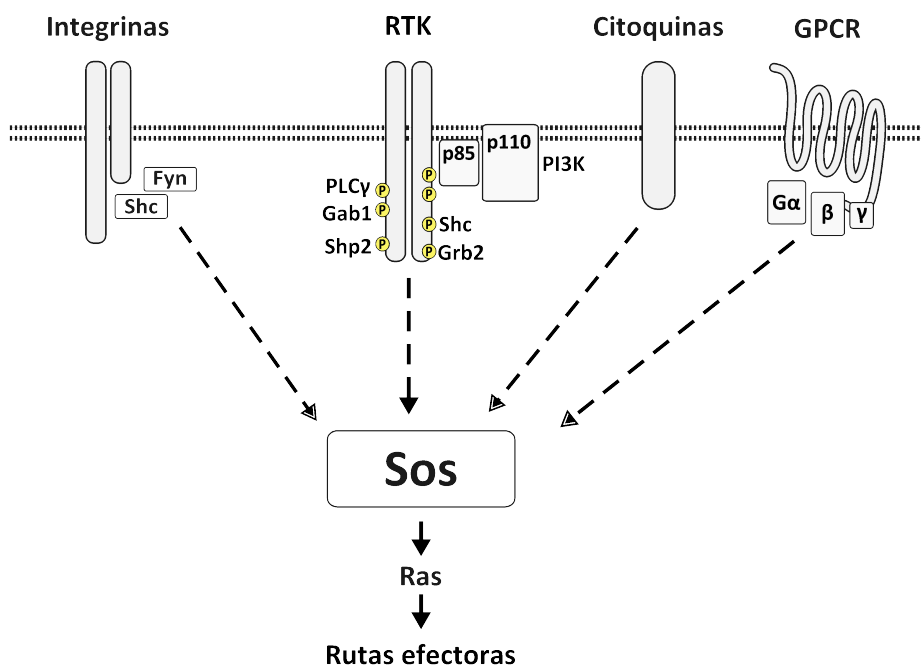 Integrinas
RTK
Citoquinas
GPCR
Fyn
Shc
PLCγ
Gab1
Shp2
P
P
P
P
P
P
P
p85
p110
PI3K
Shc
Grb2
Gα
β
γ
Sos
Ras
Rutas efectoras